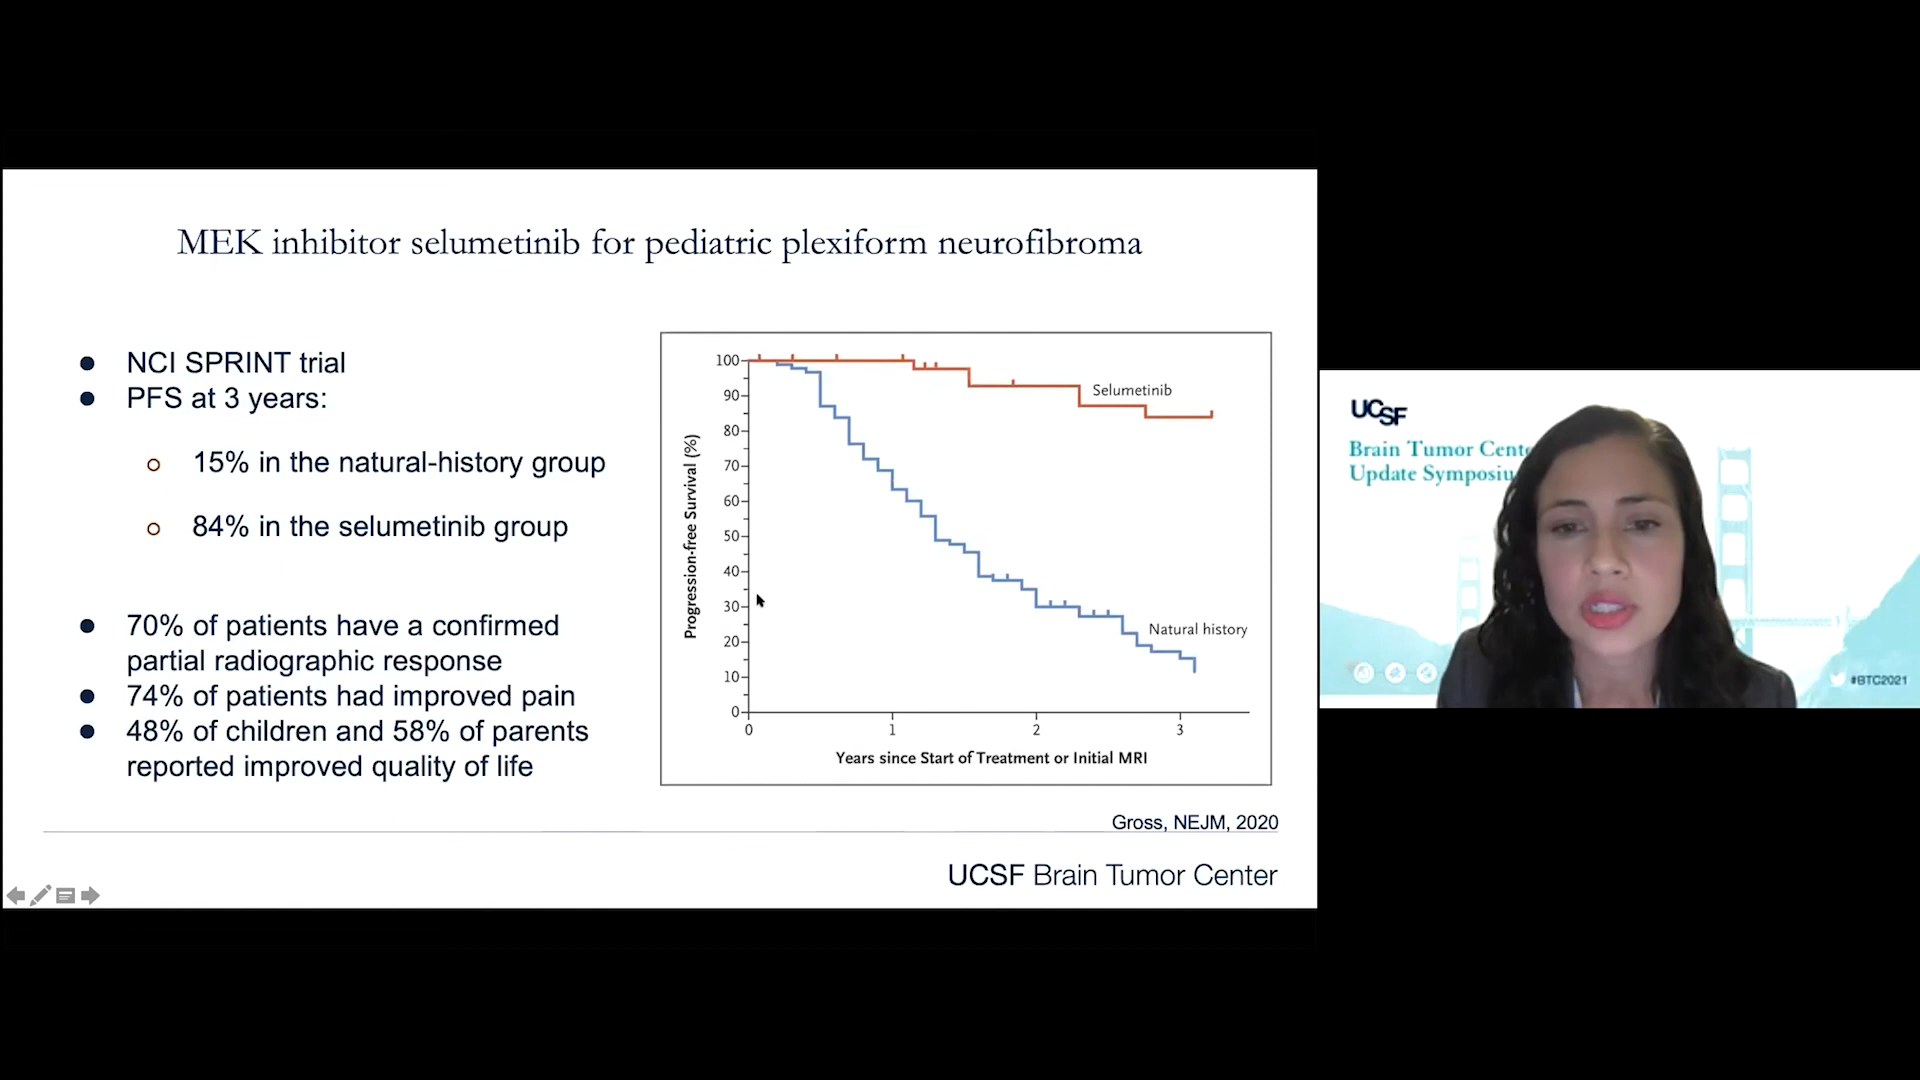 MEK inhibitor selumetinib for pediatric plexiform neurofibroma
NCI SPRINT trial
PFS at 3 years:
15% in the natural-history group
84% in the selumetinib group
70% of patients have a confirmed
partial radiographic response
74% of patients had improved pain
48% of children and 58% of parents
reported improved quality of life
Progression-free Survival (%)
100
90
80
70
60
50
40
30
20
10
0
Selumetinib
Natural history
0 1 2 3
Years since Start of Treatment or Initial MRI
Gross, NEJM, 2020
UCSF Brain Tumor Center
UCSF
Brain Tumor Cente
Update Symposiu
#BTC2021